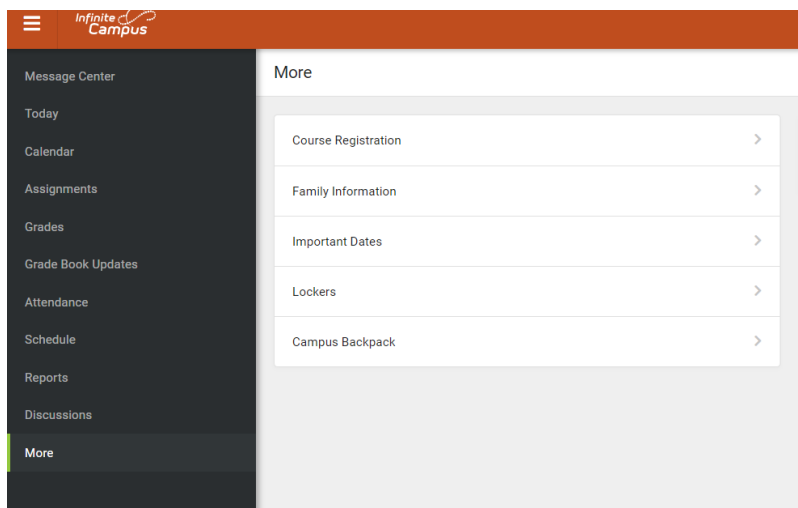 Infinite
Campus
Message Center
Today
Calendar
Assignments
Grades
Grade Book Updates
Attendance
Schedule
Reports
Discussions
More
More
Course Registration
Family Information
Important Dates
Lockers
Campus Backpack